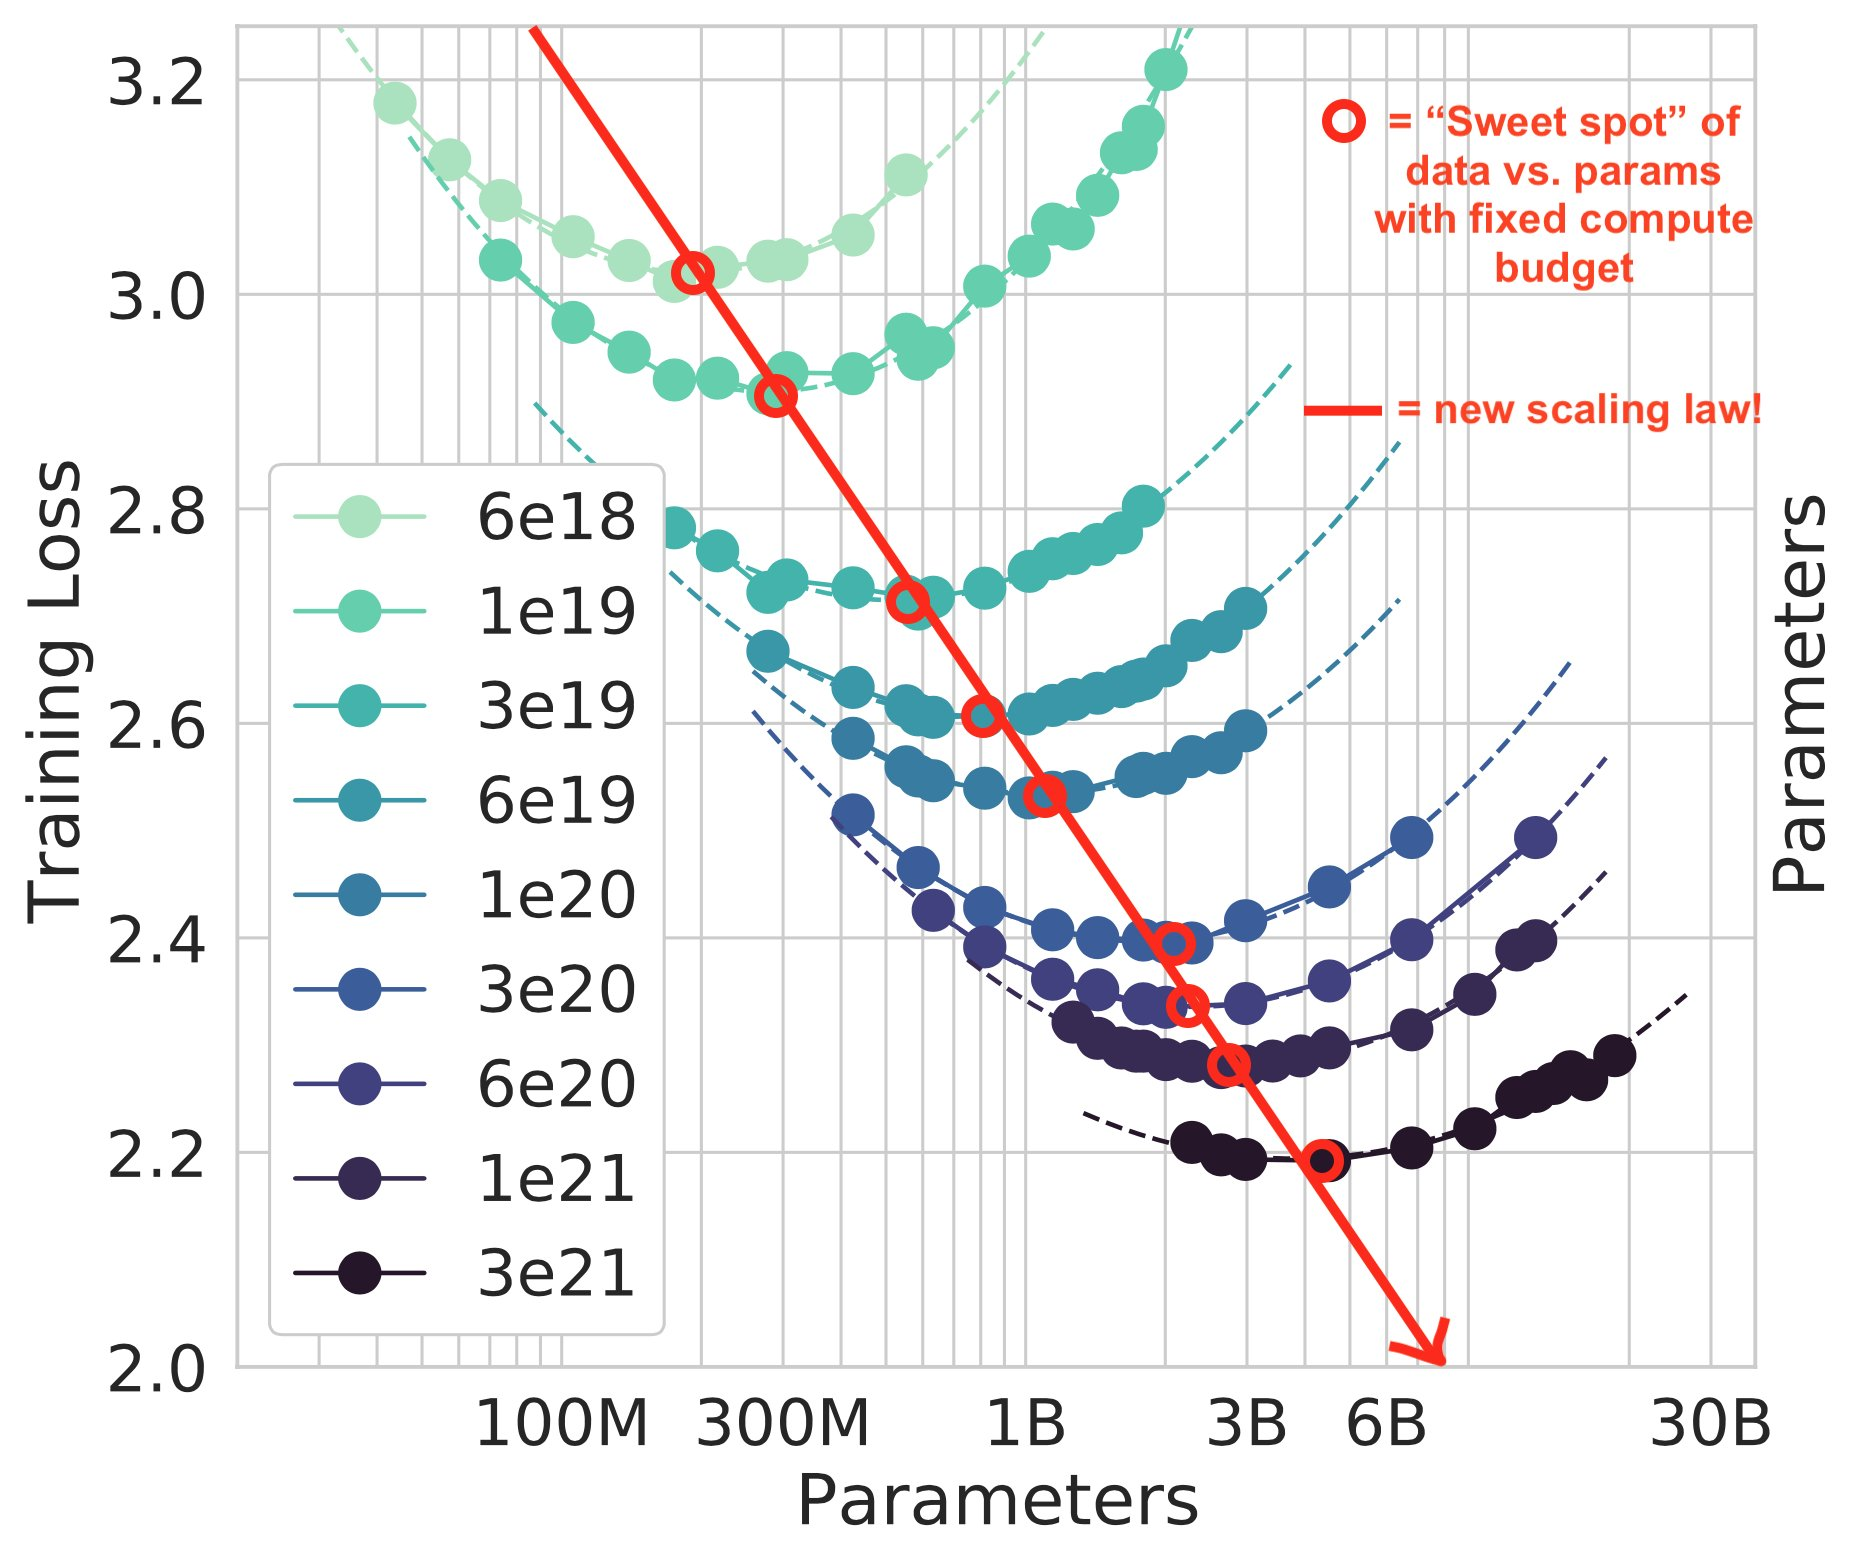 3.2
3.0
2.8
2.6
2.4
2.2
2.0
Training Loss
= “Sweet spot” of
data vs. params
with fixed compute
budget
= new scaling law!
6e18
1e19
3e19
6e19
1e20
3e20
6e20
1e21
3e21
100M 300M 1B 3B 6B 30B
Parameters
Parameters